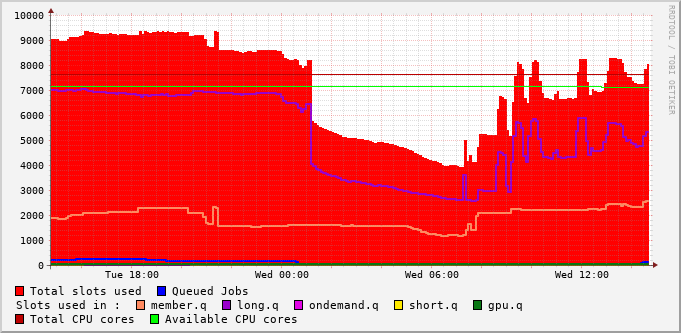 10000
9000
8000
7000
6000
5000
4000
3000
2000
1000
0
Tue 18:00 Wed 00:00 Wed 06:00 Wed 12:00
Total slots used Queued Jobs
Slots used in : member.q long.q ondemand.q short.q gpu.q
Total CPU cores Available CPU cores
RRDTOOL / TOBI OETIKER